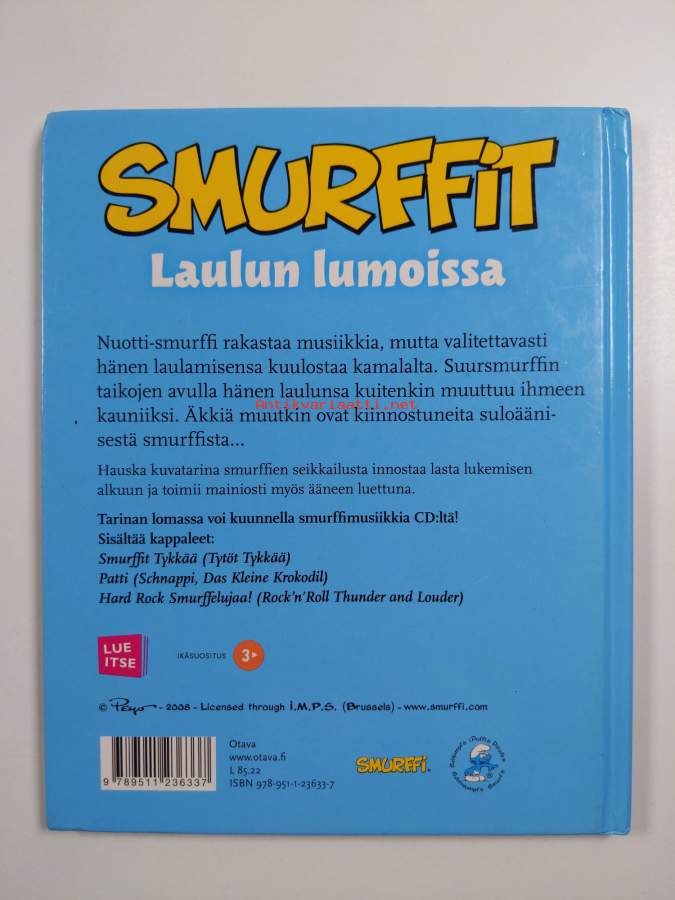 SMURFFiT
Laulun lumoissa
Nuotti-smurffi rakastaa musiikkia, mutta valitettavasti
hänen laulamisensa kuulostaa kamalalta. Suursmurffin
taikojen avulla hänen laulunsa kuitenkin muuttuu ihmeen
Antikvariaatti.net
kauniiksi. Äkkiä muutkin ovat kiinnostuneita suloääni-
sestä smurffista...
Hauska kuvatarina smurffien seikkailusta innostaa lasta lukemisen
alkuun ja toimii mainiosti myös ääneen luettuna.
Tarinan lomassa voi kuunnella smurffimusiikkia CD:ltä!
Sisältää kappaleet:
Smurffit Tykkää (Tytöt Tykkää)
Patti (Schnappi, Das Kleine Krokodil)
Hard Rock Smurffelujaa! (Rock'n'Roll Thunder and Louder)
LUE
ITSE
IKÄSUOSITUS 3
© Peyo - 2008 - Licensed through I.M.P.S. (Brussels) - www.smurffi.com
Otava
www.otava.fi
L 85.22
ISBN 978-951-1-23633-7
9 789511 236337
SMURFFi